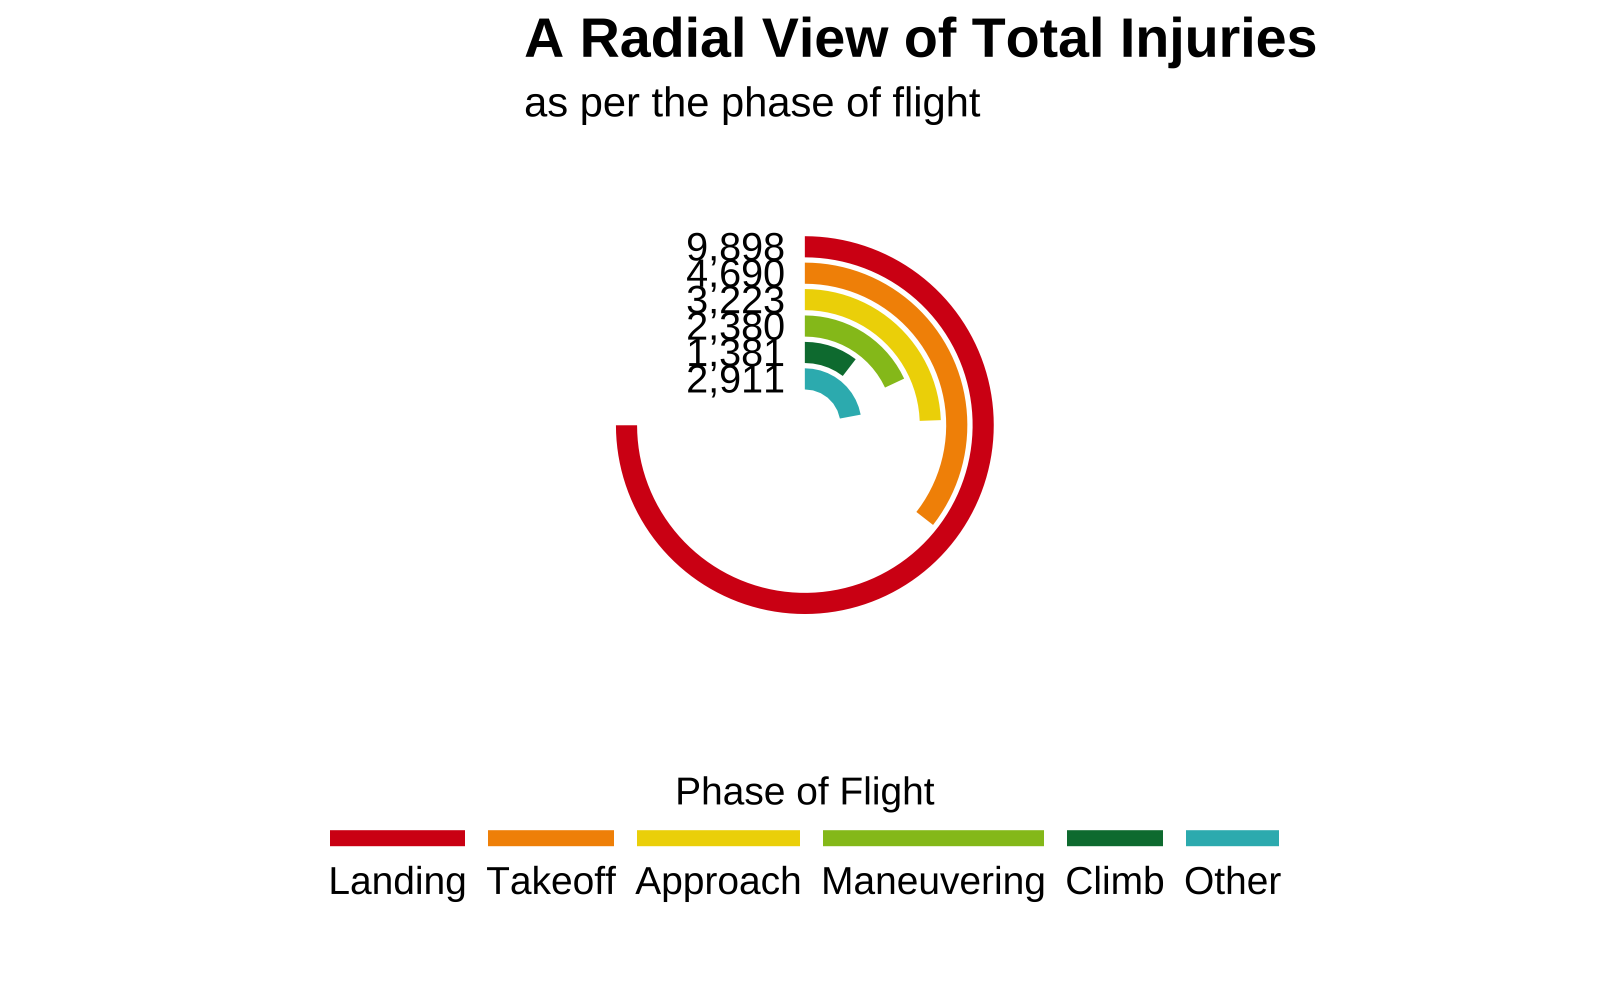 A Radial View of Total Injuries
as per the phase of flight
9,898
4,690
3,223
2,380
1,381
2,911
Phase of Flight
Landing Takeoff Approach Maneuvering Climb Other